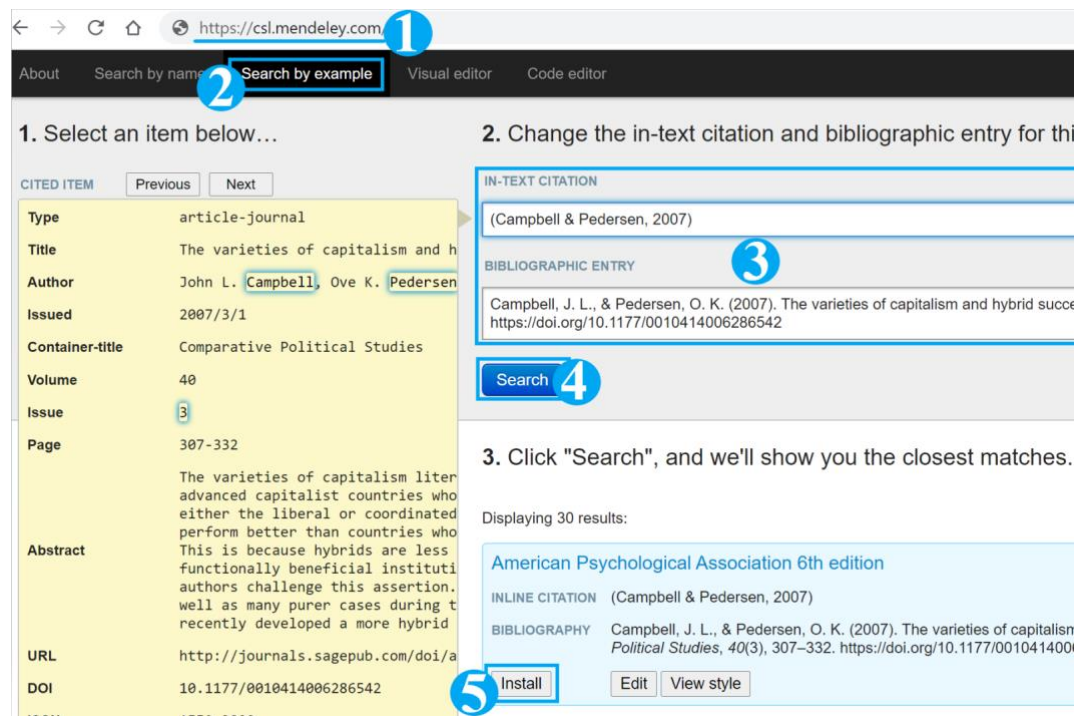 https://csl.mendeley.com/
1
About Search by name Search by example Visual editor Code editor
2
1. Select an item below…
CITED ITEM Previous Next
Type article-journal
Title The varieties of capitalism and h
Author John L. Campbell, Ove K. Pedersen
Issued 2007/3/1
Container-title Comparative Political Studies
Volume 40
Issue 3
Page 307-332
Abstract
The varieties of capitalism liter
advanced capitalist countries who
either the liberal or coordinated
perform better than countries who
This is because hybrids are less
functionally beneficial instituti
authors challenge this assertion.
well as many purer cases during t
recently developed a more hybrid
URL http://journals.sagepub.com/doi/a
DOI 10.1177/0010414006286542
2. Change the in-text citation and bibliographic entry for thi
IN-TEXT CITATION
(Campbell & Pedersen, 2007)
3
BIBLIOGRAPHIC ENTRY
Campbell, J. L., & Pedersen, O. K. (2007). The varieties of capitalism and hybrid succe
https://doi.org/10.1177/0010414006286542
Search
4
3. Click "Search", and we'll show you the closest matches.
Displaying 30 results:
American Psychological Association 6th edition
INLINE CITATION (Campbell & Pedersen, 2007)
BIBLIOGRAPHY Campbell, J. L., & Pedersen, O. K. (2007). The varieties of capitalism
Political Studies, 40(3), 307–332. https://doi.org/10.1177/0010414006
5
Install Edit View style